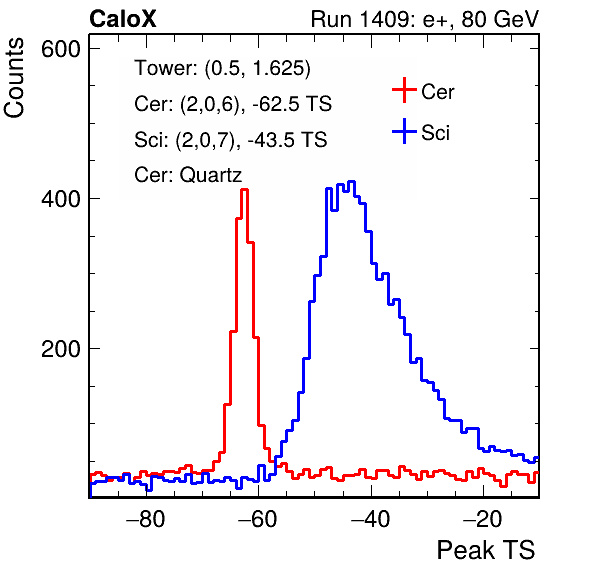 CaloX Run 1409: e+, 80 GeV
Counts
600
400
200
Tower: (0.5, 1.625)
Cer: (2,0,6), -62.5 TS
Sci: (2,0,7), -43.5 TS
Cer: Quartz
Cer
Sci
−80 −60 −40 −20
Peak TS